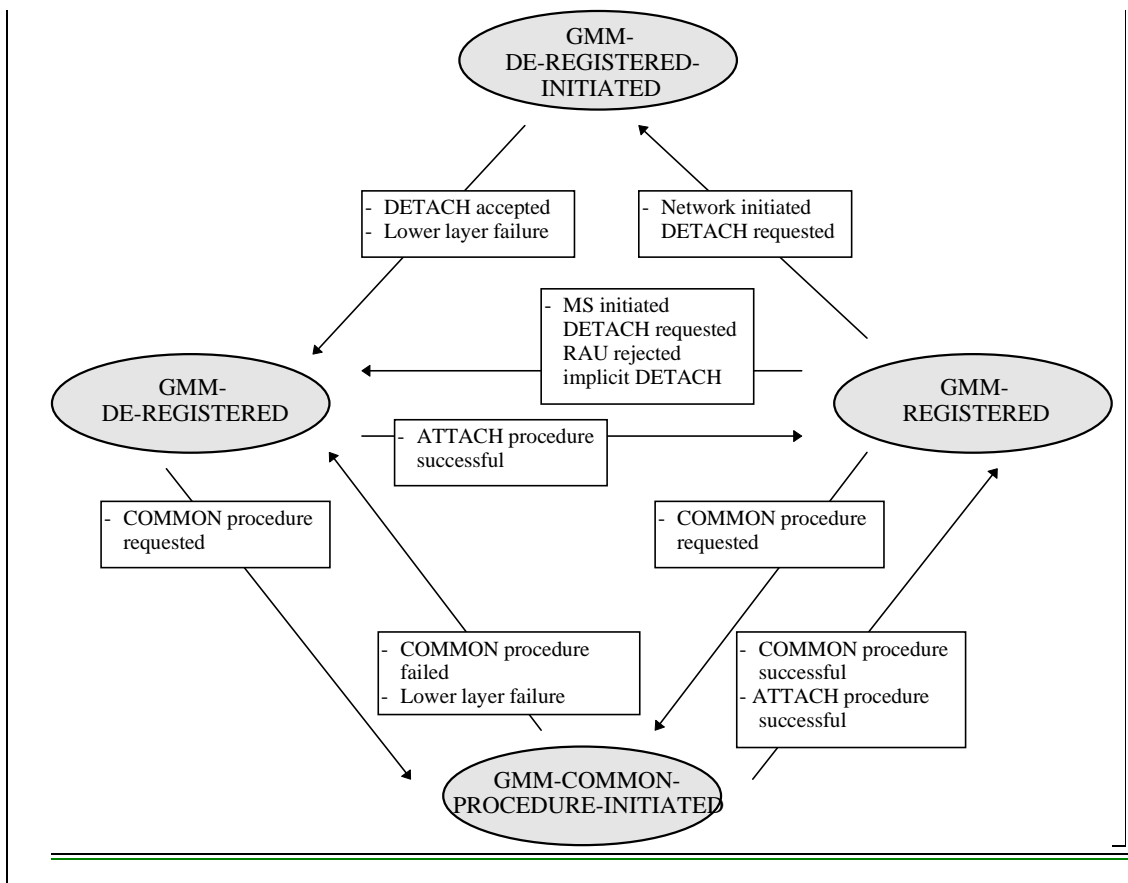 GMM-
DE-REGISTERED-
INITIATED
- DETACH accepted
- Lower layer failure
- Network initiated
DETACH requested
- MS initiated
DETACH requested
RAU rejected
implicit DETACH
GMM-
DE-REGISTERED
GMM-
REGISTERED
- ATTACH procedure
successful
- COMMON procedure
requested
- COMMON procedure
requested
- COMMON procedure
failed
- Lower layer failure
- COMMON procedure
successful
- ATTACH procedure
successful
GMM-COMMON-
PROCEDURE-INITIATED